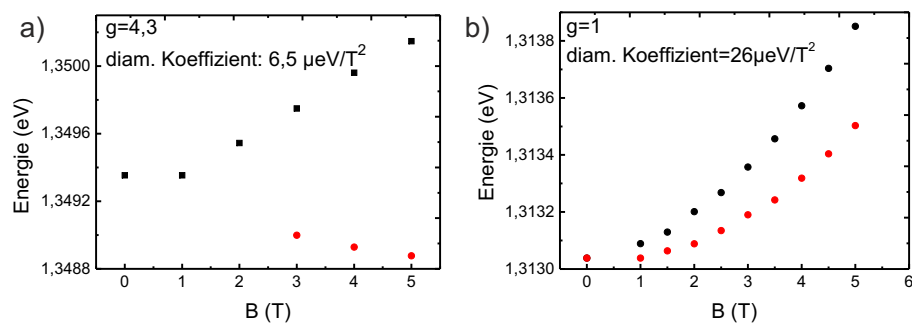 a)
g=4,3
diam. Koeffizient: 6,5 µeV/T²
1,3500
1,3496
1,3492
1,3488
Energie (eV)
0 1 2 3 4 5
B (T)
b)
g=1
diam. Koeffizient=26µeV/T²
1,3138
1,3136
1,3134
1,3132
1,3130
Energie (eV)
0 1 2 3 4 5 6
B (T)